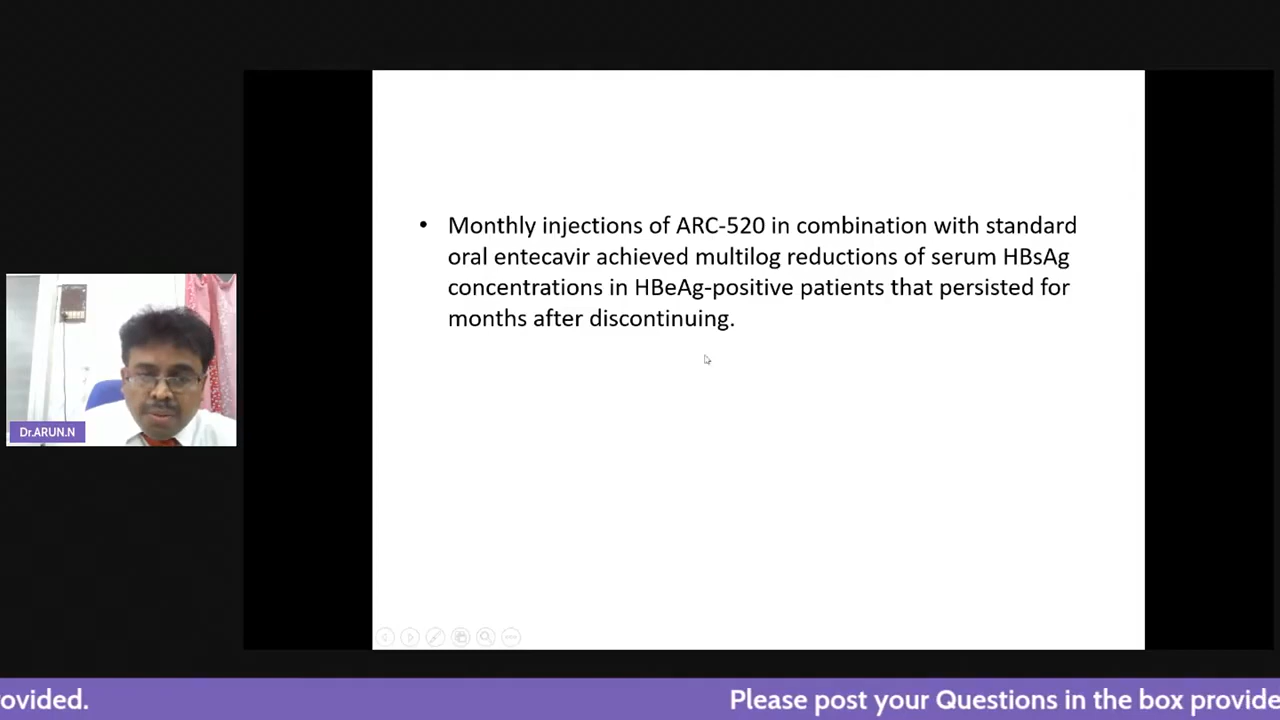 • Monthly injections of ARC-520 in combination with standard
oral entecavir achieved multilog reductions of serum HBsAg
concentrations in HBeAg-positive patients that persisted for
months after discontinuing.
Dr.ARUN.N
ovided.
Please post your Questions in the box provide